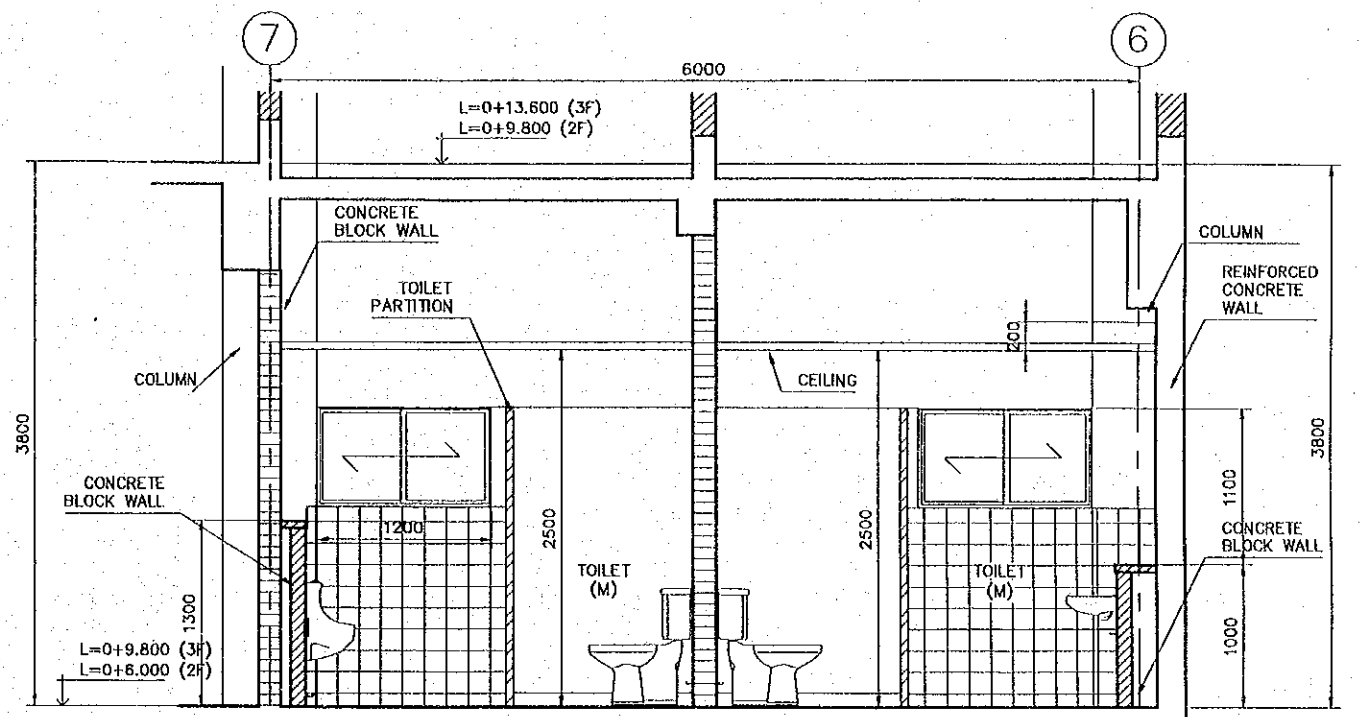 7
6
6000
L=0+13.600 (3F)
L=0+9.800 (2F)
CONCRETE
BLOCK WALL
COLUMN
TOILET
PARTITION
REINFORCED
CONCRETE
WALL
200
COLUMN
CEILING
3800
3800
CONCRETE
BLOCK WALL
1100
1200
2500
2500
CONCRETE
BLOCK WALL
TOILET
(M)
TOILET
(M)
1300
1000
L=0+9.800 (3F)
L=0+6.000 (2F)